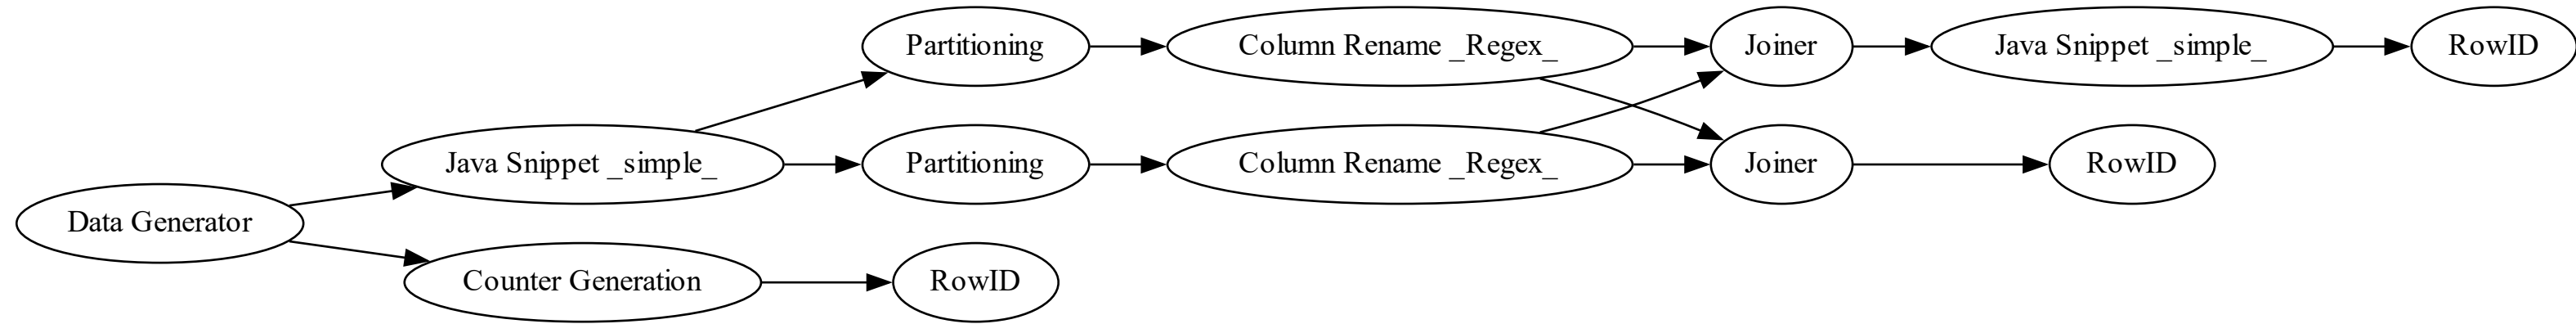 Partitioning
Column Rename _Regex_
Joiner
Java Snippet _simple_
RowID
Java Snippet _simple_
Partitioning
Column Rename _Regex_
Joiner
RowID
Data Generator
Counter Generation
RowID